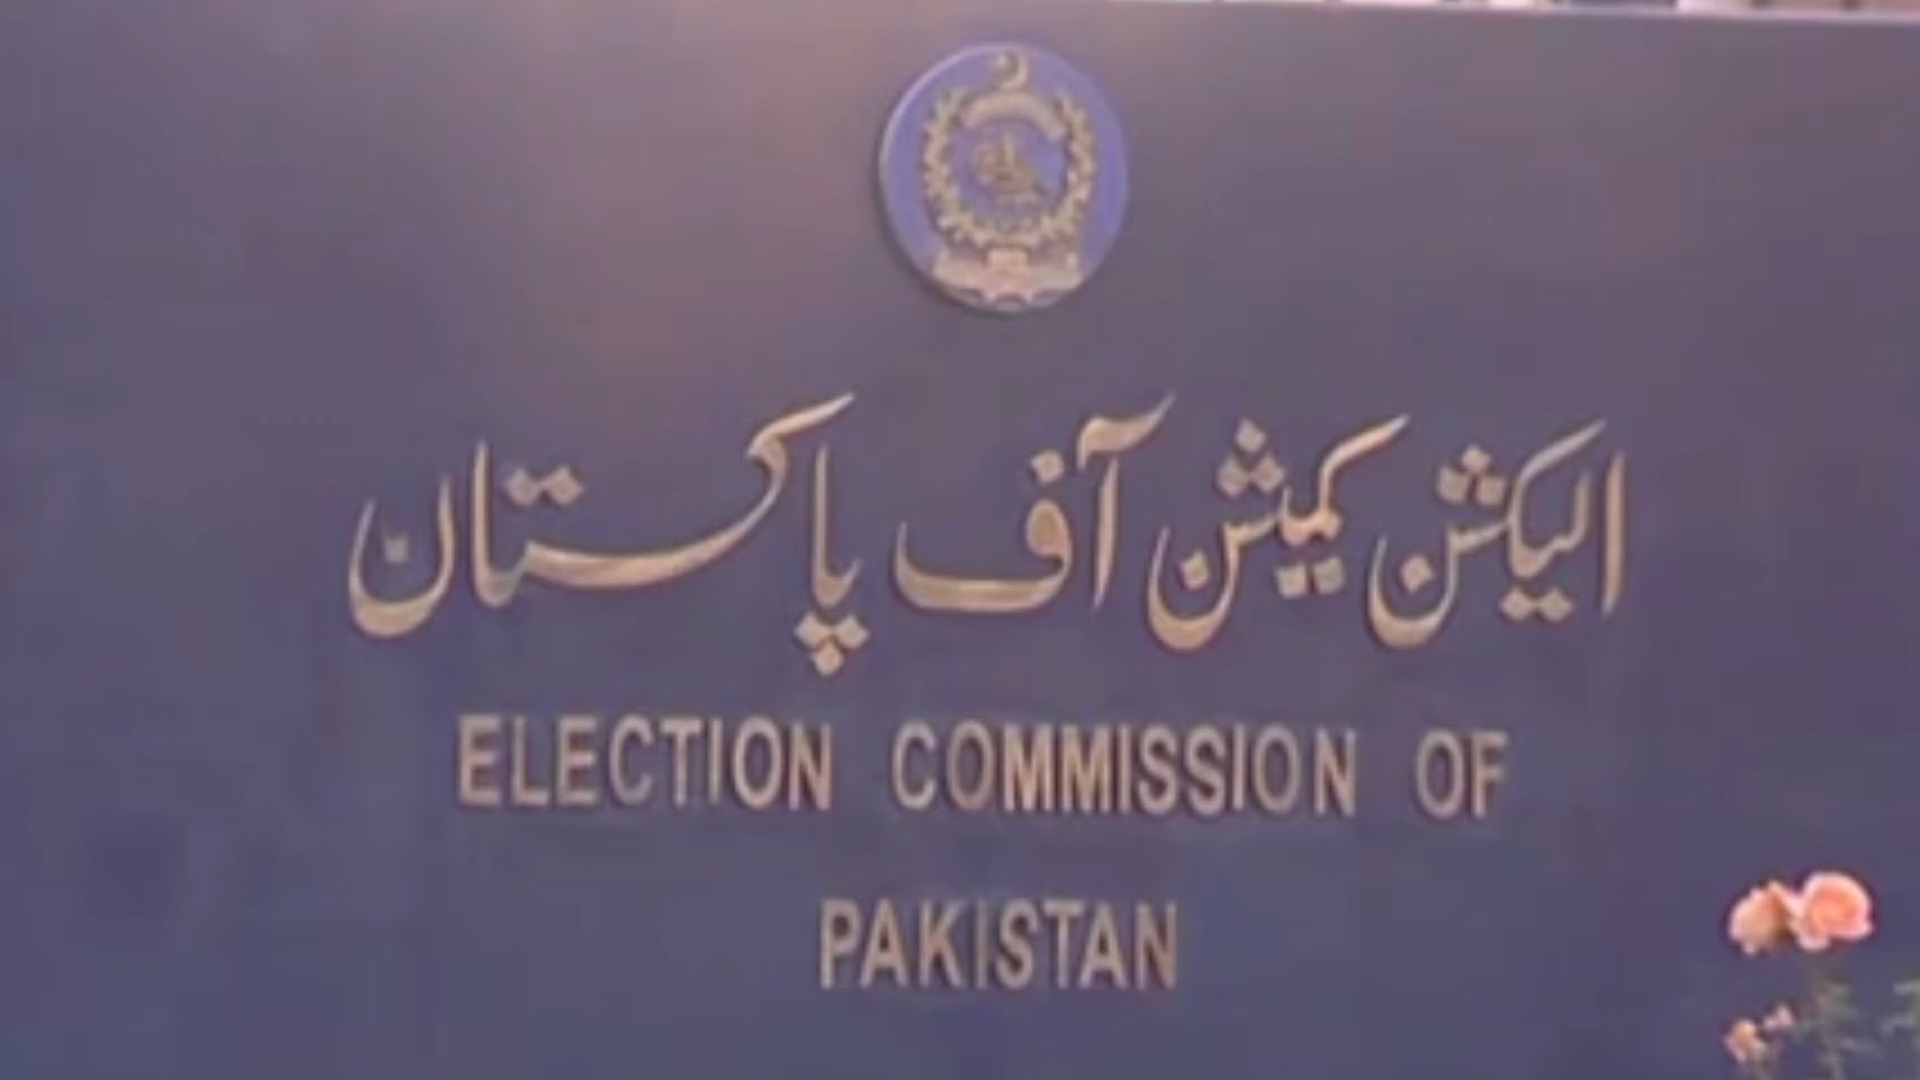 الیکشن کمیشن آف پاکستان
ELECTION COMMISSION OF
PAKISTAN